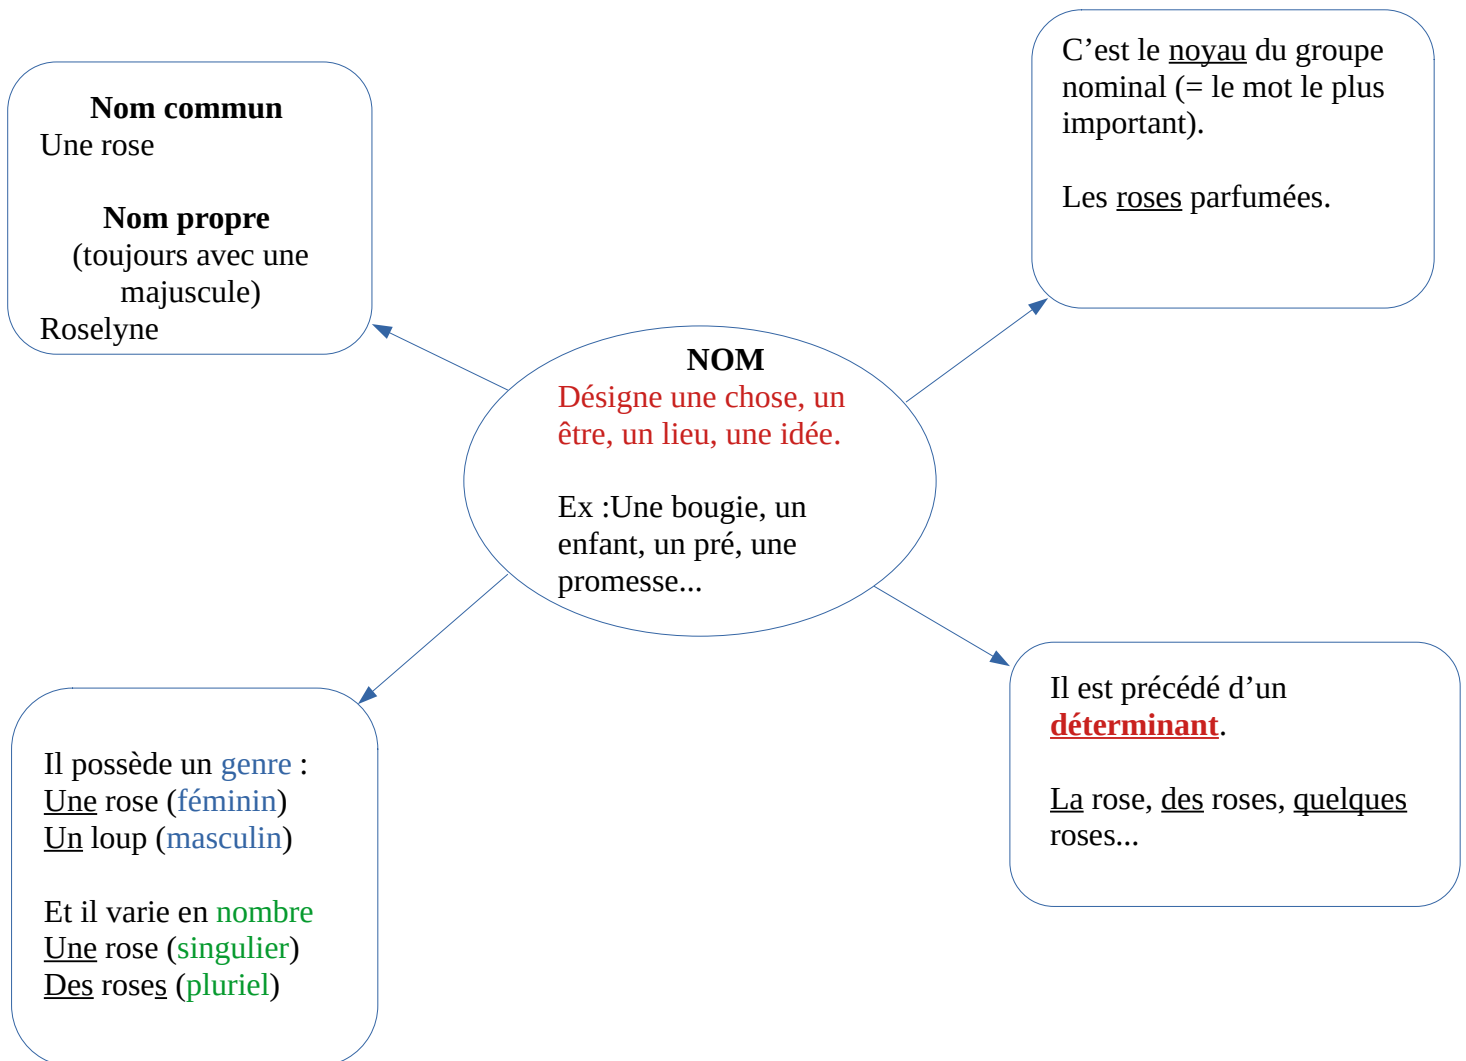 Nom commun
Une rose
Nom propre
(toujours avec une
majuscule)
Roselyne
C’est le noyau du groupe
nominal (= le mot le plus
important).
Les roses parfumées.
NOM
Désigne une chose, un
être, un lieu, une idée.
Ex :Une bougie, un
enfant, un pré, une
promesse...
Il possède un genre :
Une rose (féminin)
Un loup (masculin)
Et il varie en nombre
Une rose (singulier)
Des roses (pluriel)
Il est précédé d’un
déterminant.
La rose, des roses, quelques
roses...